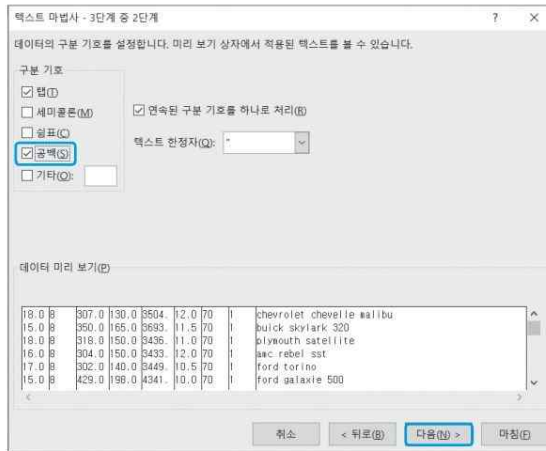 텍스트 마법사 - 3단계 중 2단계 ? ×
데이터의 구분 기호를 설정합니다. 미리 보기 상자에서 적용된 텍스트를 볼 수 있습니다.
구분 기호
탭(T)
세미콜론(M)
쉼표(C)
공백(S)
기타(O):
연속된 구분 기호를 하나로 처리(R)
텍스트 한정자(Q): "
데이터 미리 보기(P)
18.0 8 307.0 130.0 3504. 12.0 70 1 chevrolet chevelle malibu
15.0 8 350.0 165.0 3693. 11.5 70 1 buick skylark 320
18.0 8 318.0 150.0 3436. 11.0 70 1 plymouth satellite
16.0 8 304.0 150.0 3433. 12.0 70 1 amc rebel sst
17.0 8 302.0 140.0 3449. 10.5 70 1 ford torino
15.0 8 429.0 198.0 4341. 10.0 70 1 ford galaxie 500
취소 < 뒤로(B) 다음(N) > 마침(F)